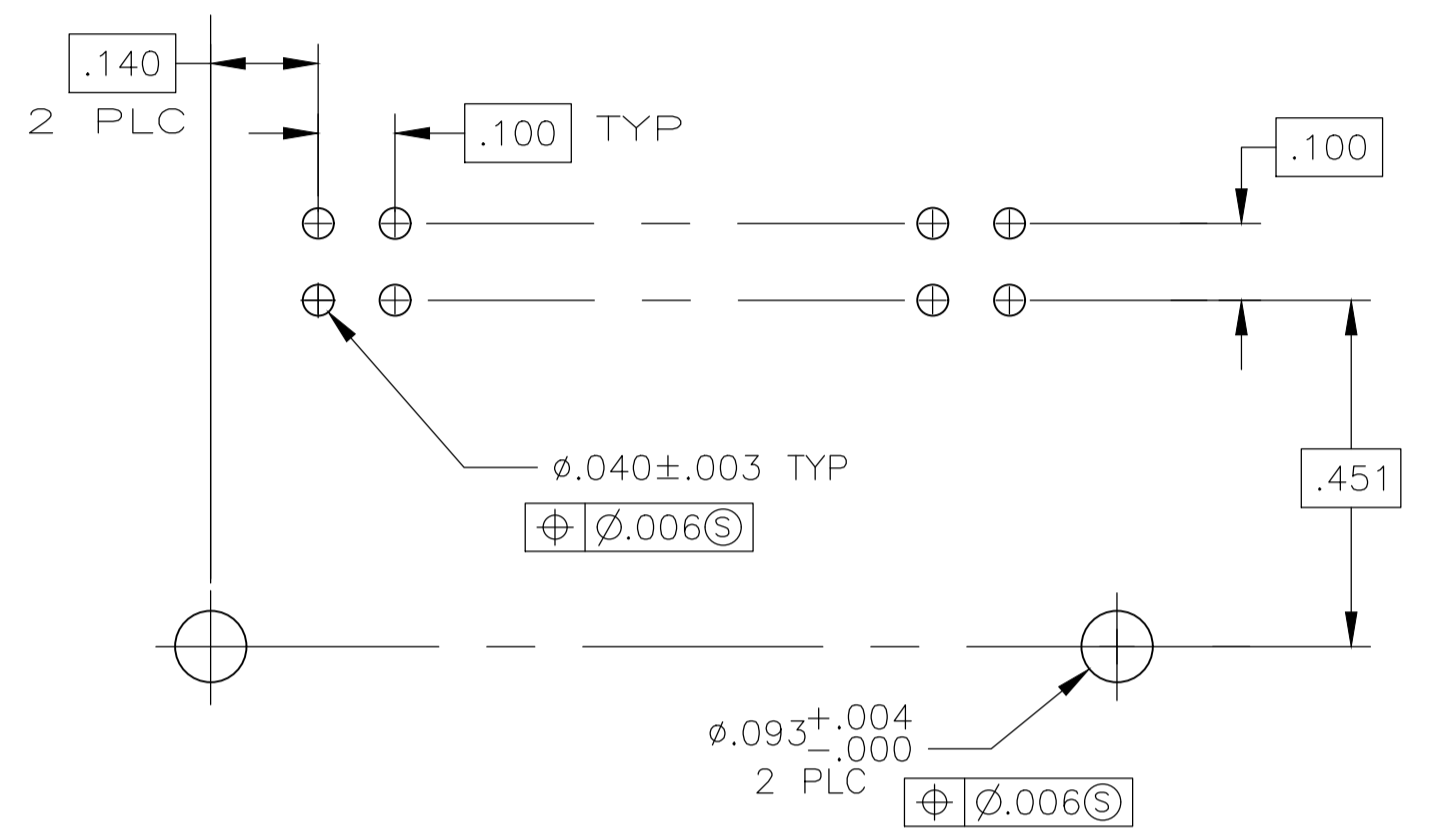 .140
2 PLC
.100 TYP
.100
⌀.040±.003 TYP
⌖ ⌀.006Ⓢ
.451
⌀.093 +.004
-.000
2 PLC
⌖ ⌀.006Ⓢ